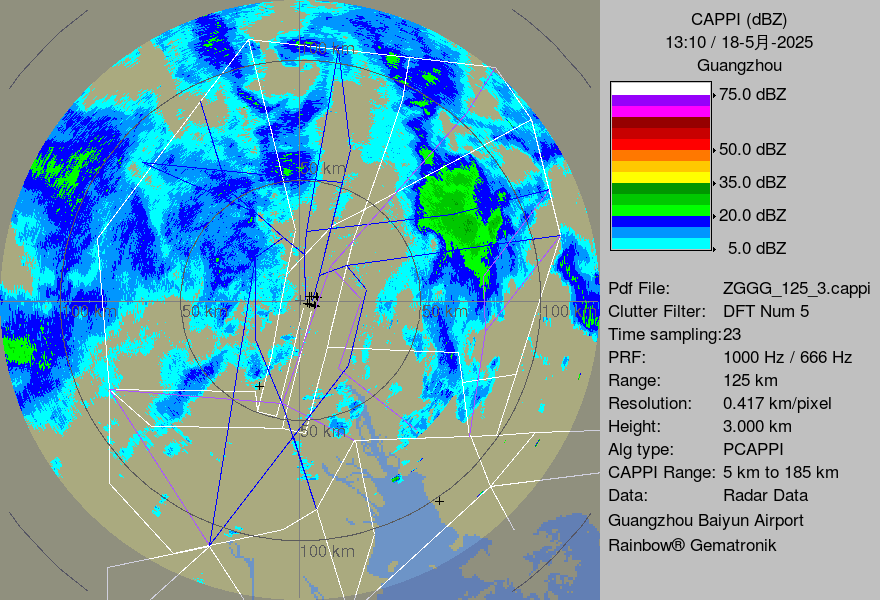 CAPPI (dBZ)
13:10 / 18-5月-2025
Guangzhou
75.0 dBZ
50.0 dBZ
35.0 dBZ
20.0 dBZ
5.0 dBZ
Pdf File: ZGGG_125_3.cappi
Clutter Filter: DFT Num 5
Time sampling:23
PRF: 1000 Hz / 666 Hz
Range: 125 km
Resolution: 0.417 km/pixel
Height: 3.000 km
Alg type: PCAPPI
CAPPI Range: 5 km to 185 km
Data: Radar Data
Guangzhou Baiyun Airport
Rainbow® Gematronik
100 km
50 km
100 km
50 km
50 km
100 km
50 km
100 km